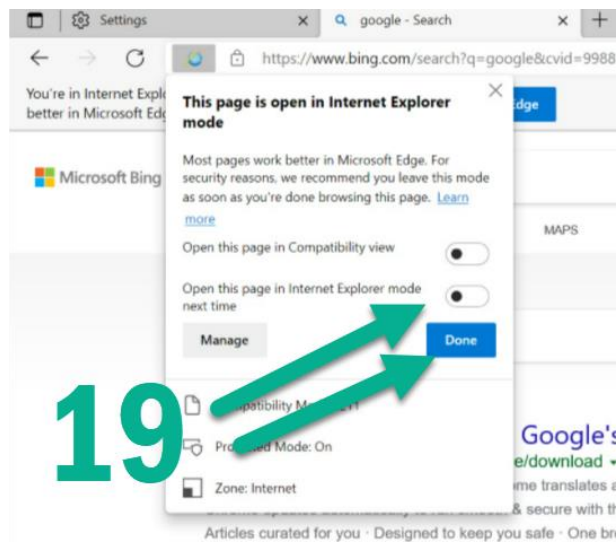 Settings
google - Search
https://www.bing.com/search?q=google&cvid=9988
You're in Internet Explo
better in Microsoft Edg
dge
This page is open in Internet Explorer
mode
Most pages work better in Microsoft Edge. For
security reasons, we recommend you leave this mode
as soon as you're done browsing this page. Learn
more
Microsoft Bing
MAPS
Open this page in Compatibility view
Open this page in Internet Explorer mode
next time
Manage
Done
19
Mode: On
Zone: Internet
Google's
e/download
me translates a
& secure with th
Articles curated for you · Designed to keep you safe · One br